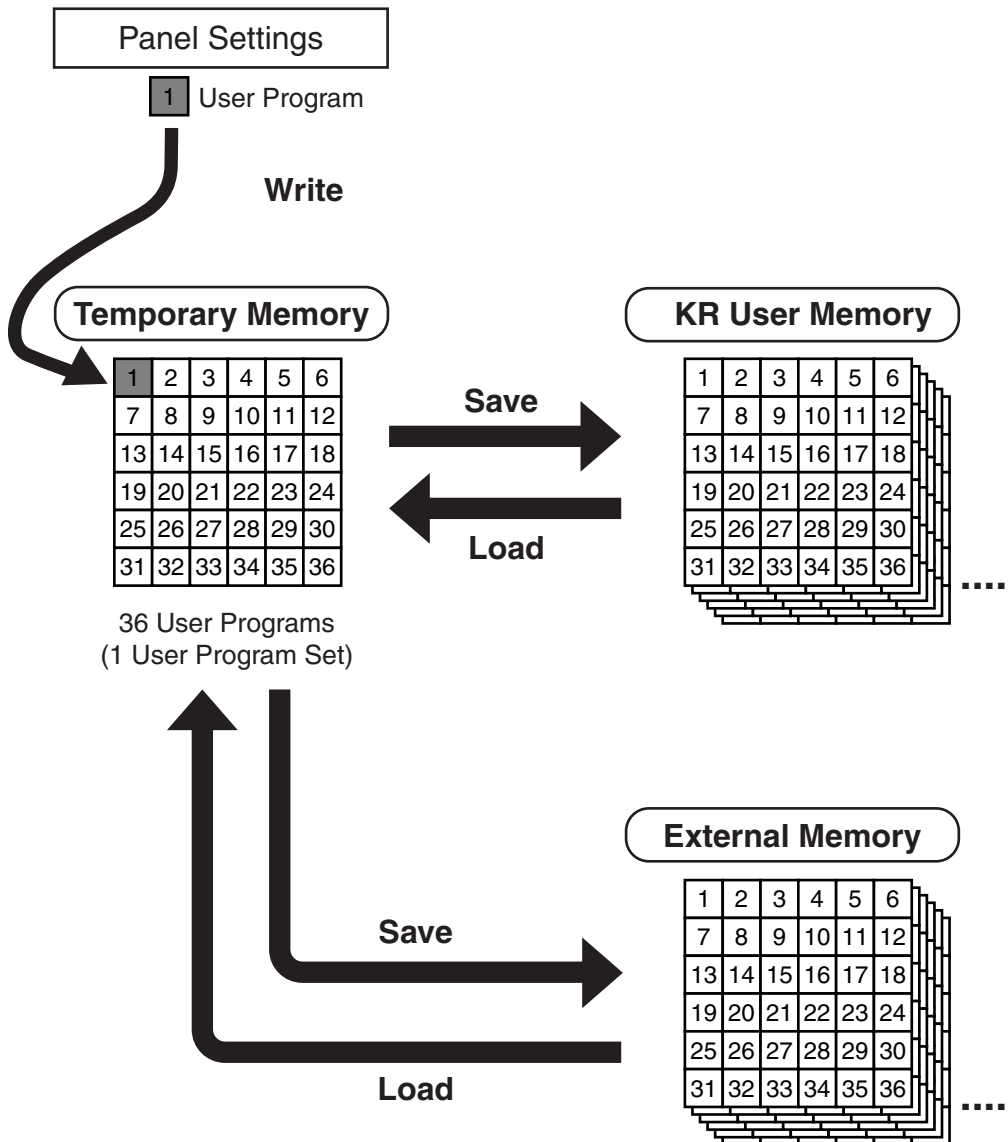 Panel Settings
1 User Program
Write
Temporary Memory
1 2 3 4 5 6
7 8 9 10 11 12
13 14 15 16 17 18
19 20 21 22 23 24
25 26 27 28 29 30
31 32 33 34 35 36
36 User Programs
(1 User Program Set)
Save
Load
KR User Memory
1 2 3 4 5 6
7 8 9 10 11 12
13 14 15 16 17 18
19 20 21 22 23 24
25 26 27 28 29 30
31 32 33 34 35 36
....
Save
Load
External Memory
1 2 3 4 5 6
7 8 9 10 11 12
13 14 15 16 17 18
19 20 21 22 23 24
25 26 27 28 29 30
31 32 33 34 35 36
....